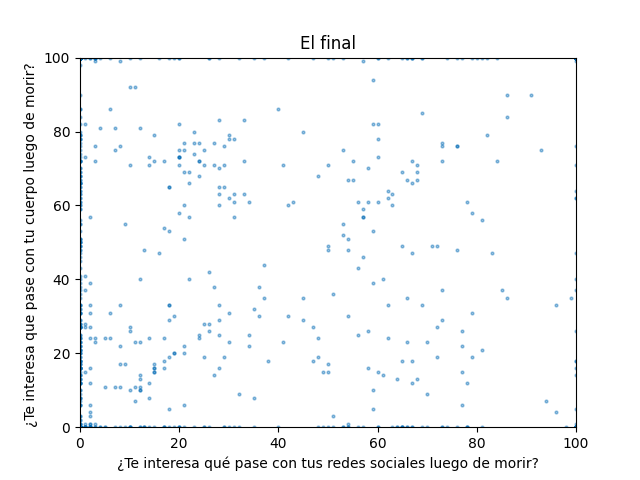 El final
100
80
60
40
20
0
¿Te interesa que pase con tu cuerpo luego de morir?
0 20 40 60 80 100
¿Te interesa qué pase con tus redes sociales luego de morir?